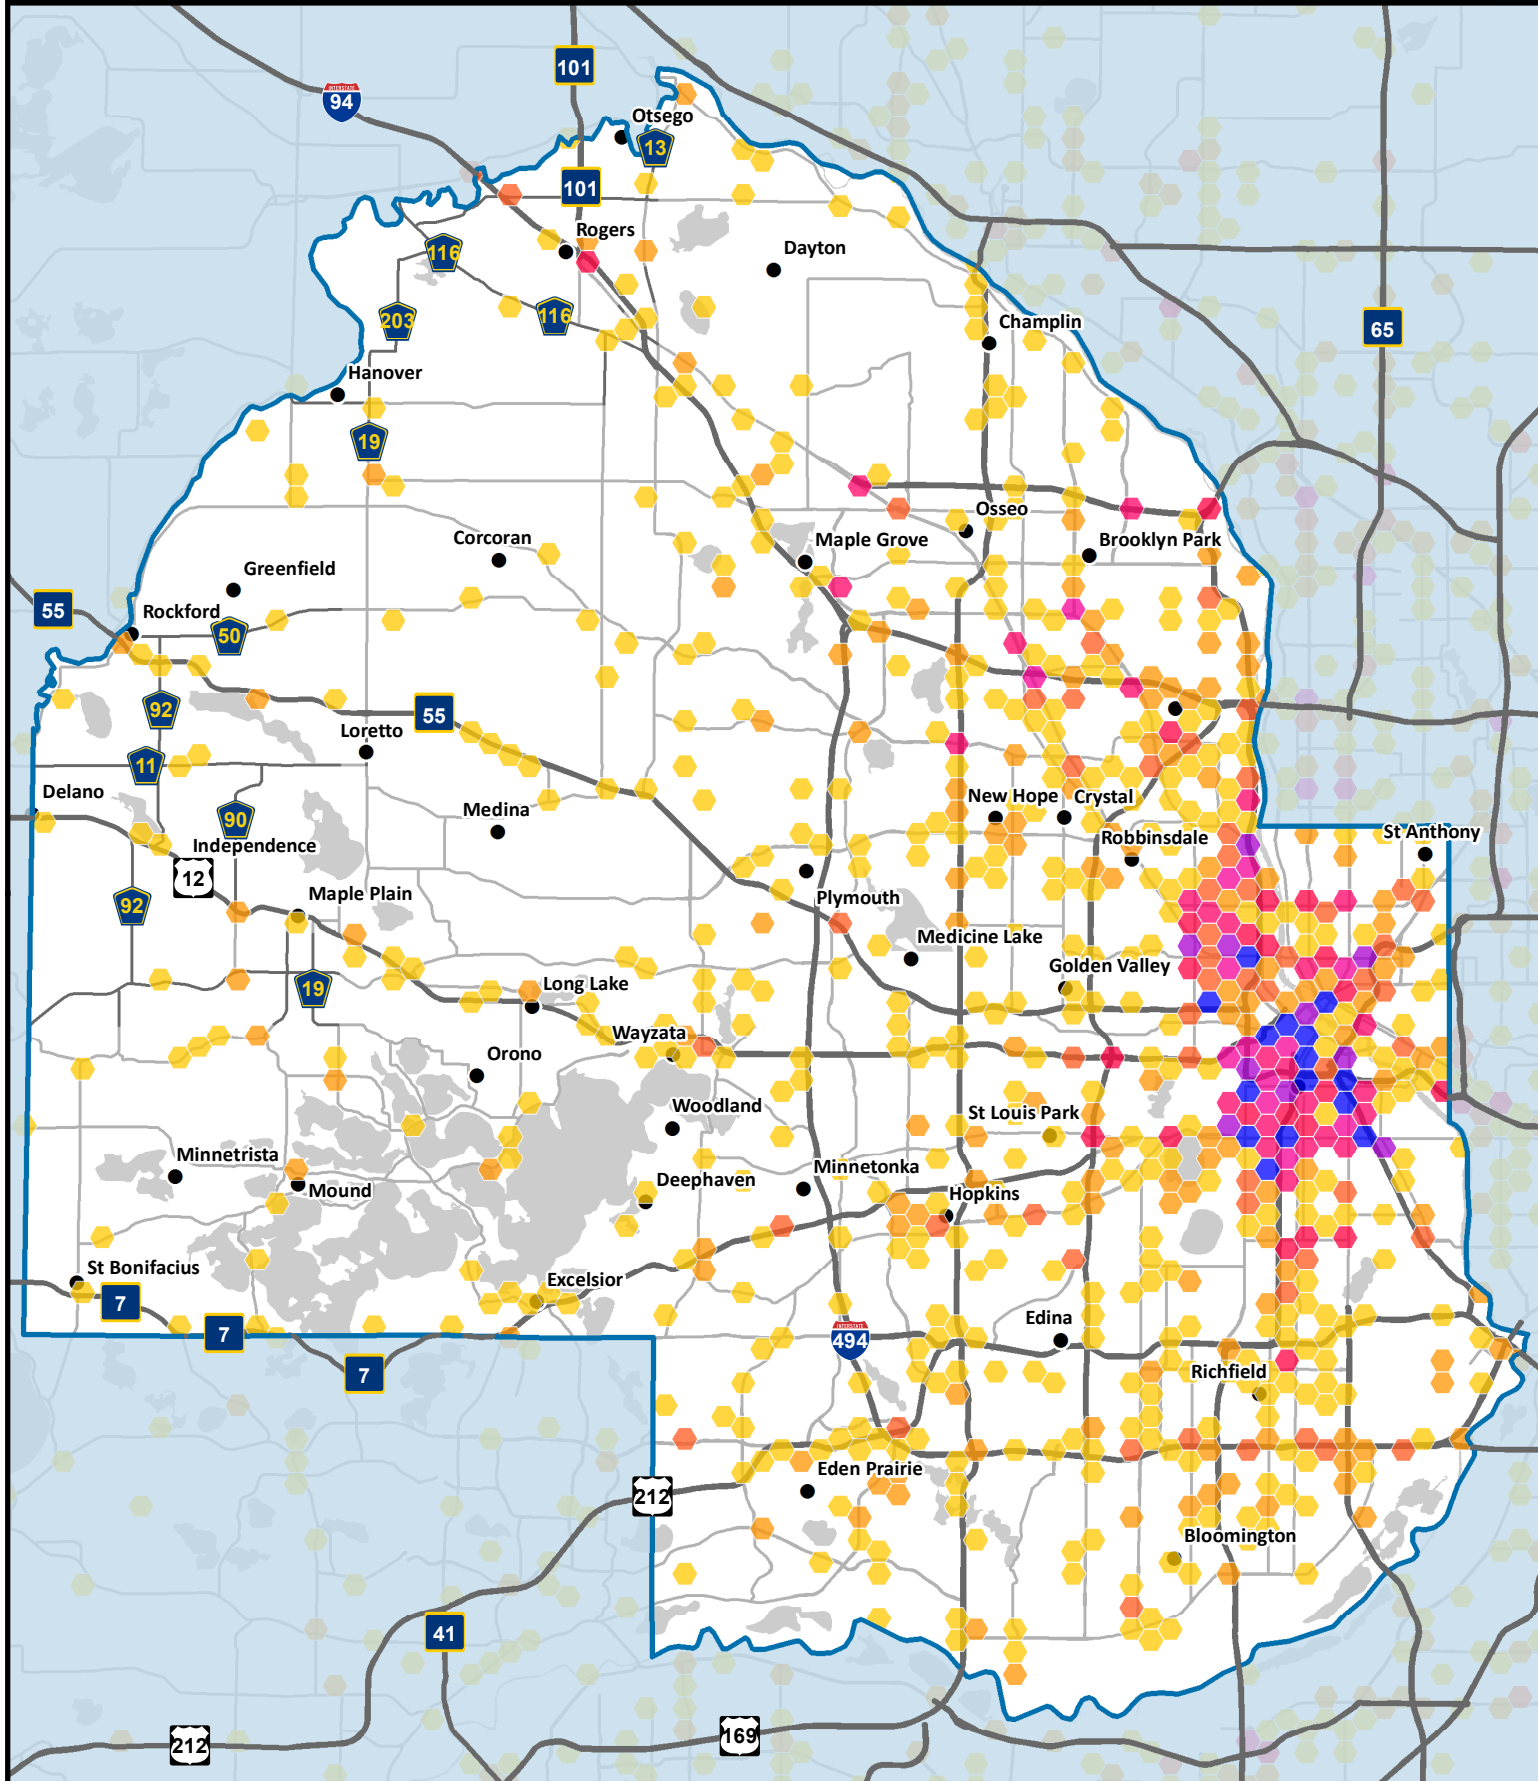 101
INTERSTATE
94
Otsego
13
101
Rogers
116
Dayton
203
116
Champlin
65
Hanover
19
Osseo
Corcoran
Maple Grove
Brooklyn Park
Greenfield
55
Rockford
50
92
55
Loretto
11
Delano
90
New Hope
Crystal
Medina
St Anthony
Independence
Robbinsdale
12
Maple Plain
92
Plymouth
Medicine Lake
Golden Valley
19
Long Lake
Wayzata
Orono
Woodland
St Louis Park
Minnetrista
Minnetonka
Deephaven
Mound
Hopkins
St Bonifacius
Excelsior
7
7
Edina
INTERSTATE
494
7
Richfield
Eden Prairie
212
Bloomington
41
169
212